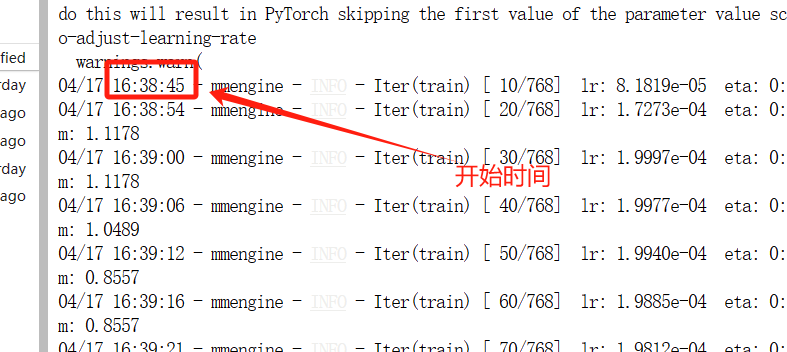 do this will result in PyTorch skipping the first value of the parameter value sc
o-adjust-learning-rate
warnings.warn(
04/17 16:38:45 - mmengine - INFO - Iter(train) [ 10/768] lr: 8.1819e-05 eta: 0:
04/17 16:38:54 - mmengine - INFO - Iter(train) [ 20/768] lr: 1.7273e-04 eta: 0:
m: 1.1178
04/17 16:39:00 - mmengine - INFO - Iter(train) [ 30/768] lr: 1.9997e-04 eta: 0:
m: 1.1178
开始时间
04/17 16:39:06 - mmengine - INFO - Iter(train) [ 40/768] lr: 1.9977e-04 eta: 0:
m: 1.0489
04/17 16:39:12 - mmengine - INFO - Iter(train) [ 50/768] lr: 1.9940e-04 eta: 0:
m: 0.8557
04/17 16:39:16 - mmengine - INFO - Iter(train) [ 60/768] lr: 1.9885e-04 eta: 0:
m: 0.8557
04/17 16:39:21 - mmengine - INFO - Iter(train) [ 70/768] lr: 1.9812e-04 eta: 0:
fied
rday
ago
ago
rday
ago